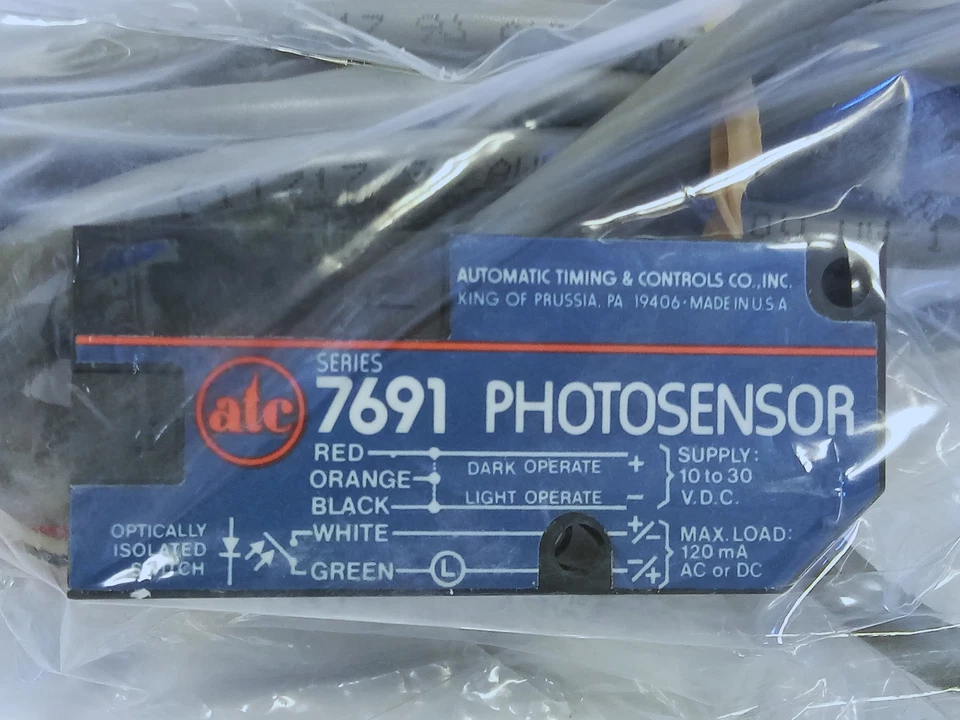 AUTOMATIC TIMING & CONTROLS CO., INC.
KING OF PRUSSIA, PA 19406 · MADE IN U.S.A
atc
SERIES
7691 PHOTOSENSOR
RED
ORANGE
BLACK
WHITE
GREEN
DARK OPERATE +
LIGHT OPERATE −
+/−
L −/+
SUPPLY:
10 to 30
V.D.C.
MAX. LOAD:
120 mA
AC or DC
OPTICALLY
ISOLATED
SWITCH